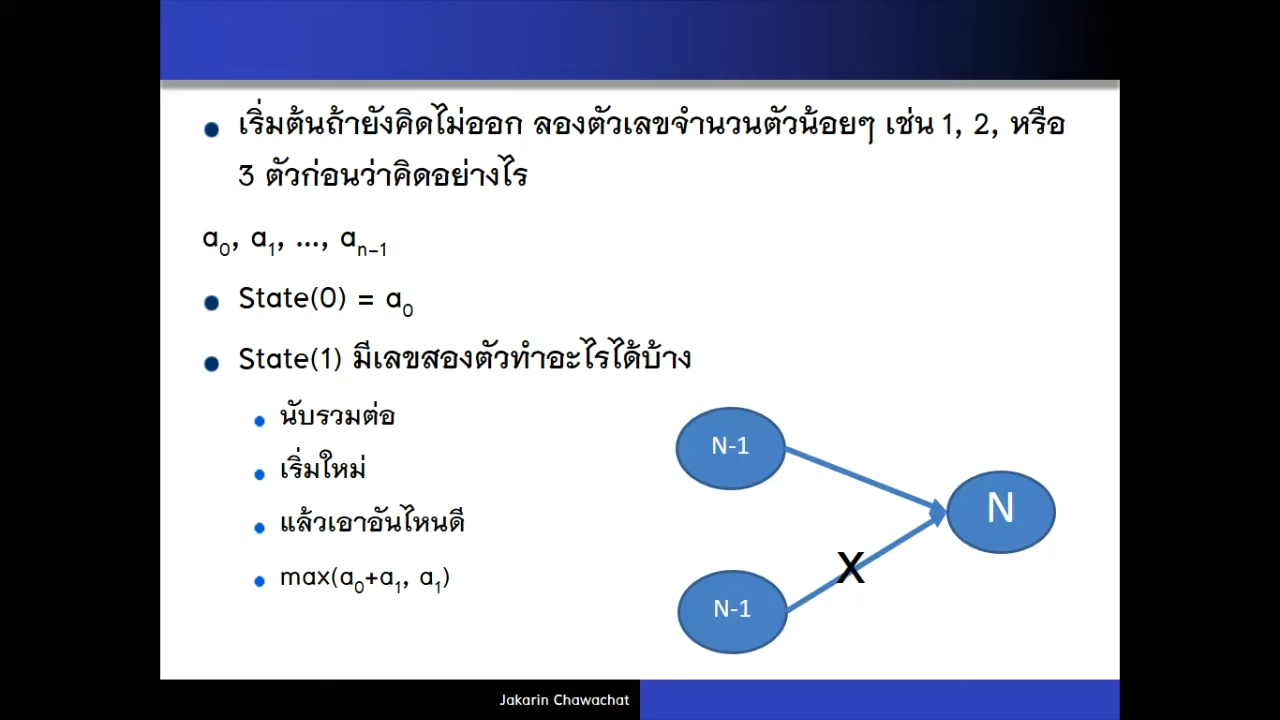 เริ่มต้นถ้ายังคิดไม่ออก ลองตัวเลขจำนวนตัวน้อยๆ เช่น 1, 2, หรือ
3 ตัวก่อนว่าคิดอย่างไร
a0, a1, ..., an-1
State(0) = a0
State(1) มีเลขสองตัวทำอะไรได้บ้าง
นับรวมต่อ
เริ่มใหม่
แล้วเอาอันไหนดี
max(a0+a1, a1)
N-1
N
X
N-1
Jakarin Chawachat